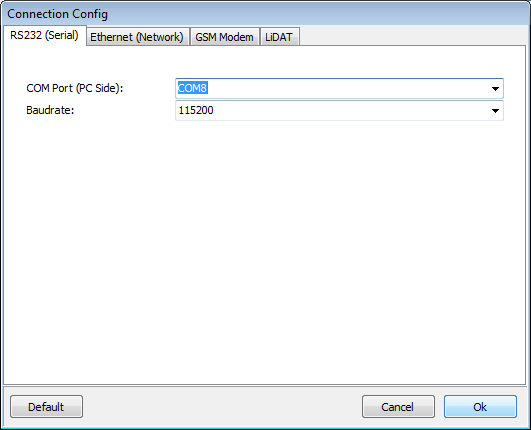 Connection Config
RS232 (Serial) Ethernet (Network) GSM Modem LiDAT
COM Port (PC Side): COM8
Baudrate: 115200
Default Cancel Ok